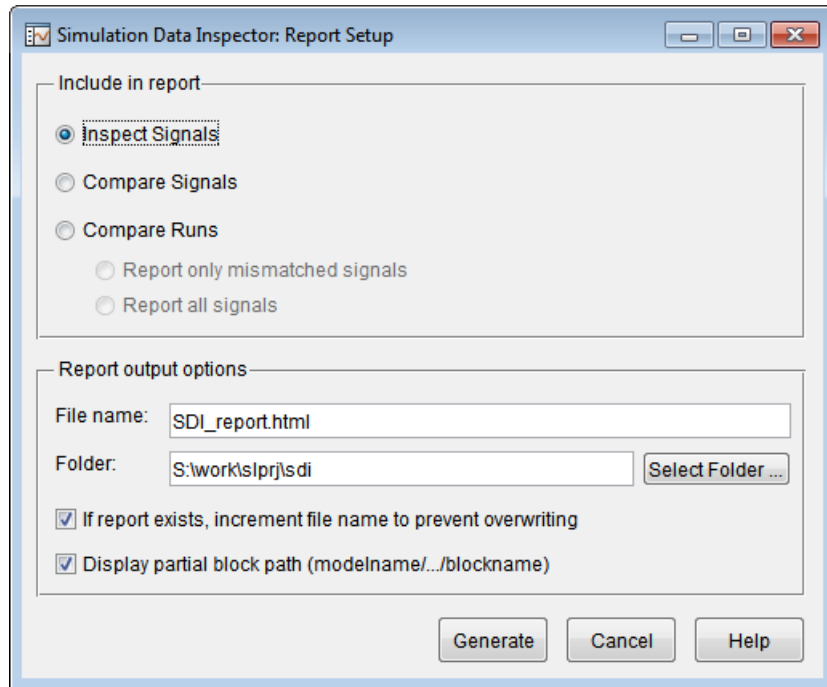 Simulation Data Inspector: Report Setup
Include in report
Inspect Signals
Compare Signals
Compare Runs
Report only mismatched signals
Report all signals
Report output options
File name: SDI_report.html
Folder: S:\work\slprj\sdi Select Folder ...
If report exists, increment file name to prevent overwriting
Display partial block path (modelname/.../blockname)
Generate Cancel Help